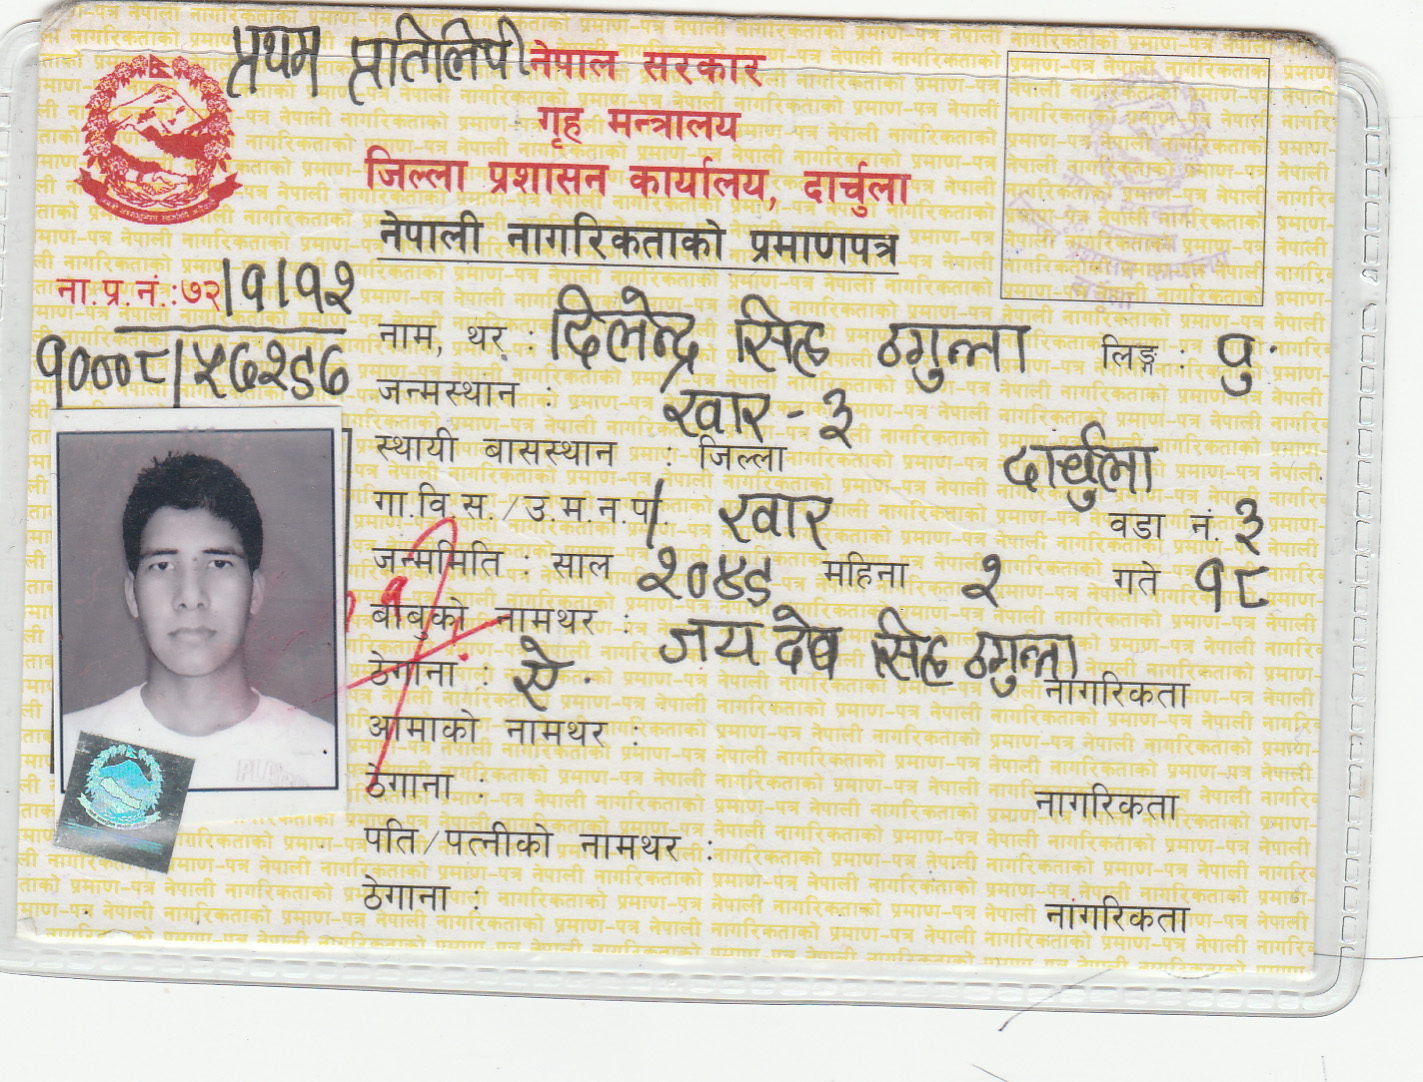 प्रथम प्रतिलिपी
नेपाल सरकार
गृह मन्त्रालय
जिल्ला प्रशासन कार्यालय, दार्चुला
नेपाली नागरिकताको प्रमाणपत्र
ना.प्र.नं.:७२/१/१२
१०००८/५७२९७
नाम, थर : दिलेन्द्र सिंह ठगुन्ना लिङ्ग : पु.
जन्मस्थान : खार-३
स्थायी बासस्थान : जिल्ला दार्चुला
गा.वि.स./उ.म.न.पा. खार वडा नं. ३
जन्ममिति : साल २०४९ महिना २ गते १८
बाबुको नामथर : जय देब सिंह ठगुन्ना
ठेगाना : ऐ. नागरिकता
आमाको नामथर :
ठेगाना : नागरिकता
पति/पत्नीको नामथर :
ठेगाना : नागरिकता